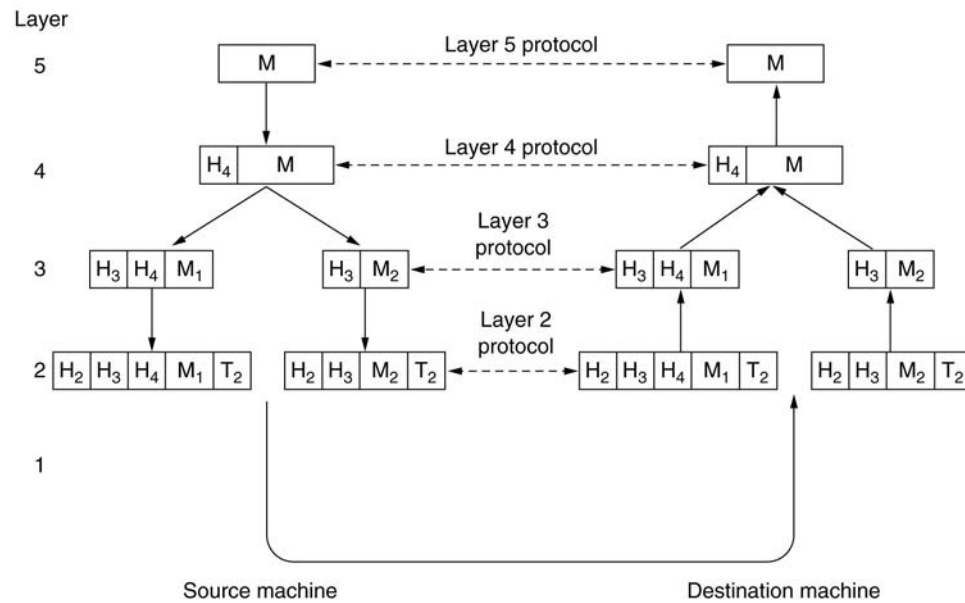 Layer
5 M Layer 5 protocol M
4 H₄ M Layer 4 protocol H₄ M
Layer 3
protocol
3 H₃ H₄ M₁ H₃ M₂ H₃ H₄ M₁ H₃ M₂
Layer 2
protocol
2 H₂ H₃ H₄ M₁ T₂ H₂ H₃ M₂ T₂ H₂ H₃ H₄ M₁ T₂ H₂ H₃ M₂ T₂
1
Source machine Destination machine